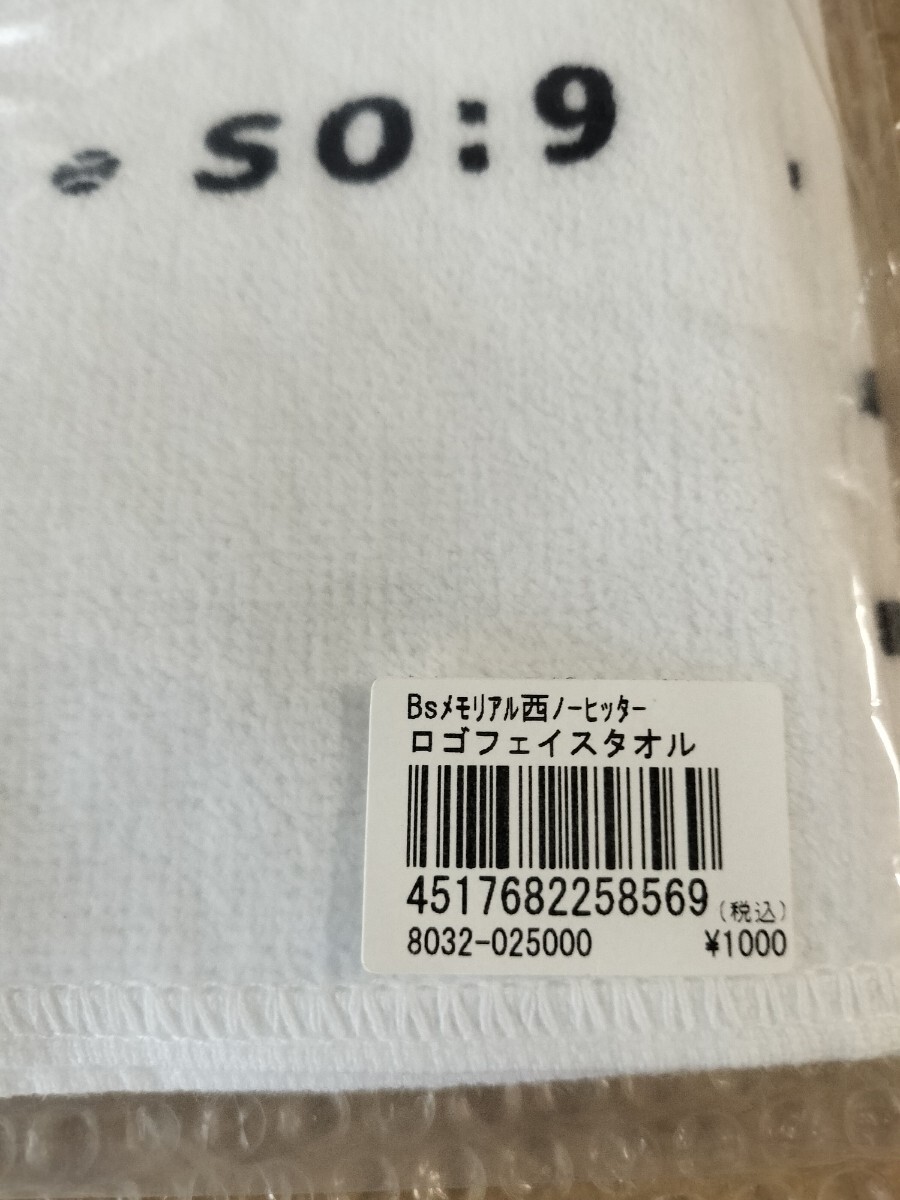 so:9
Bsﾒﾓﾘｱﾙ西ﾉｰﾋｯﾀｰ
ロゴフェイスタオル
4517682258569 (税込)
8032-025000 ¥1000